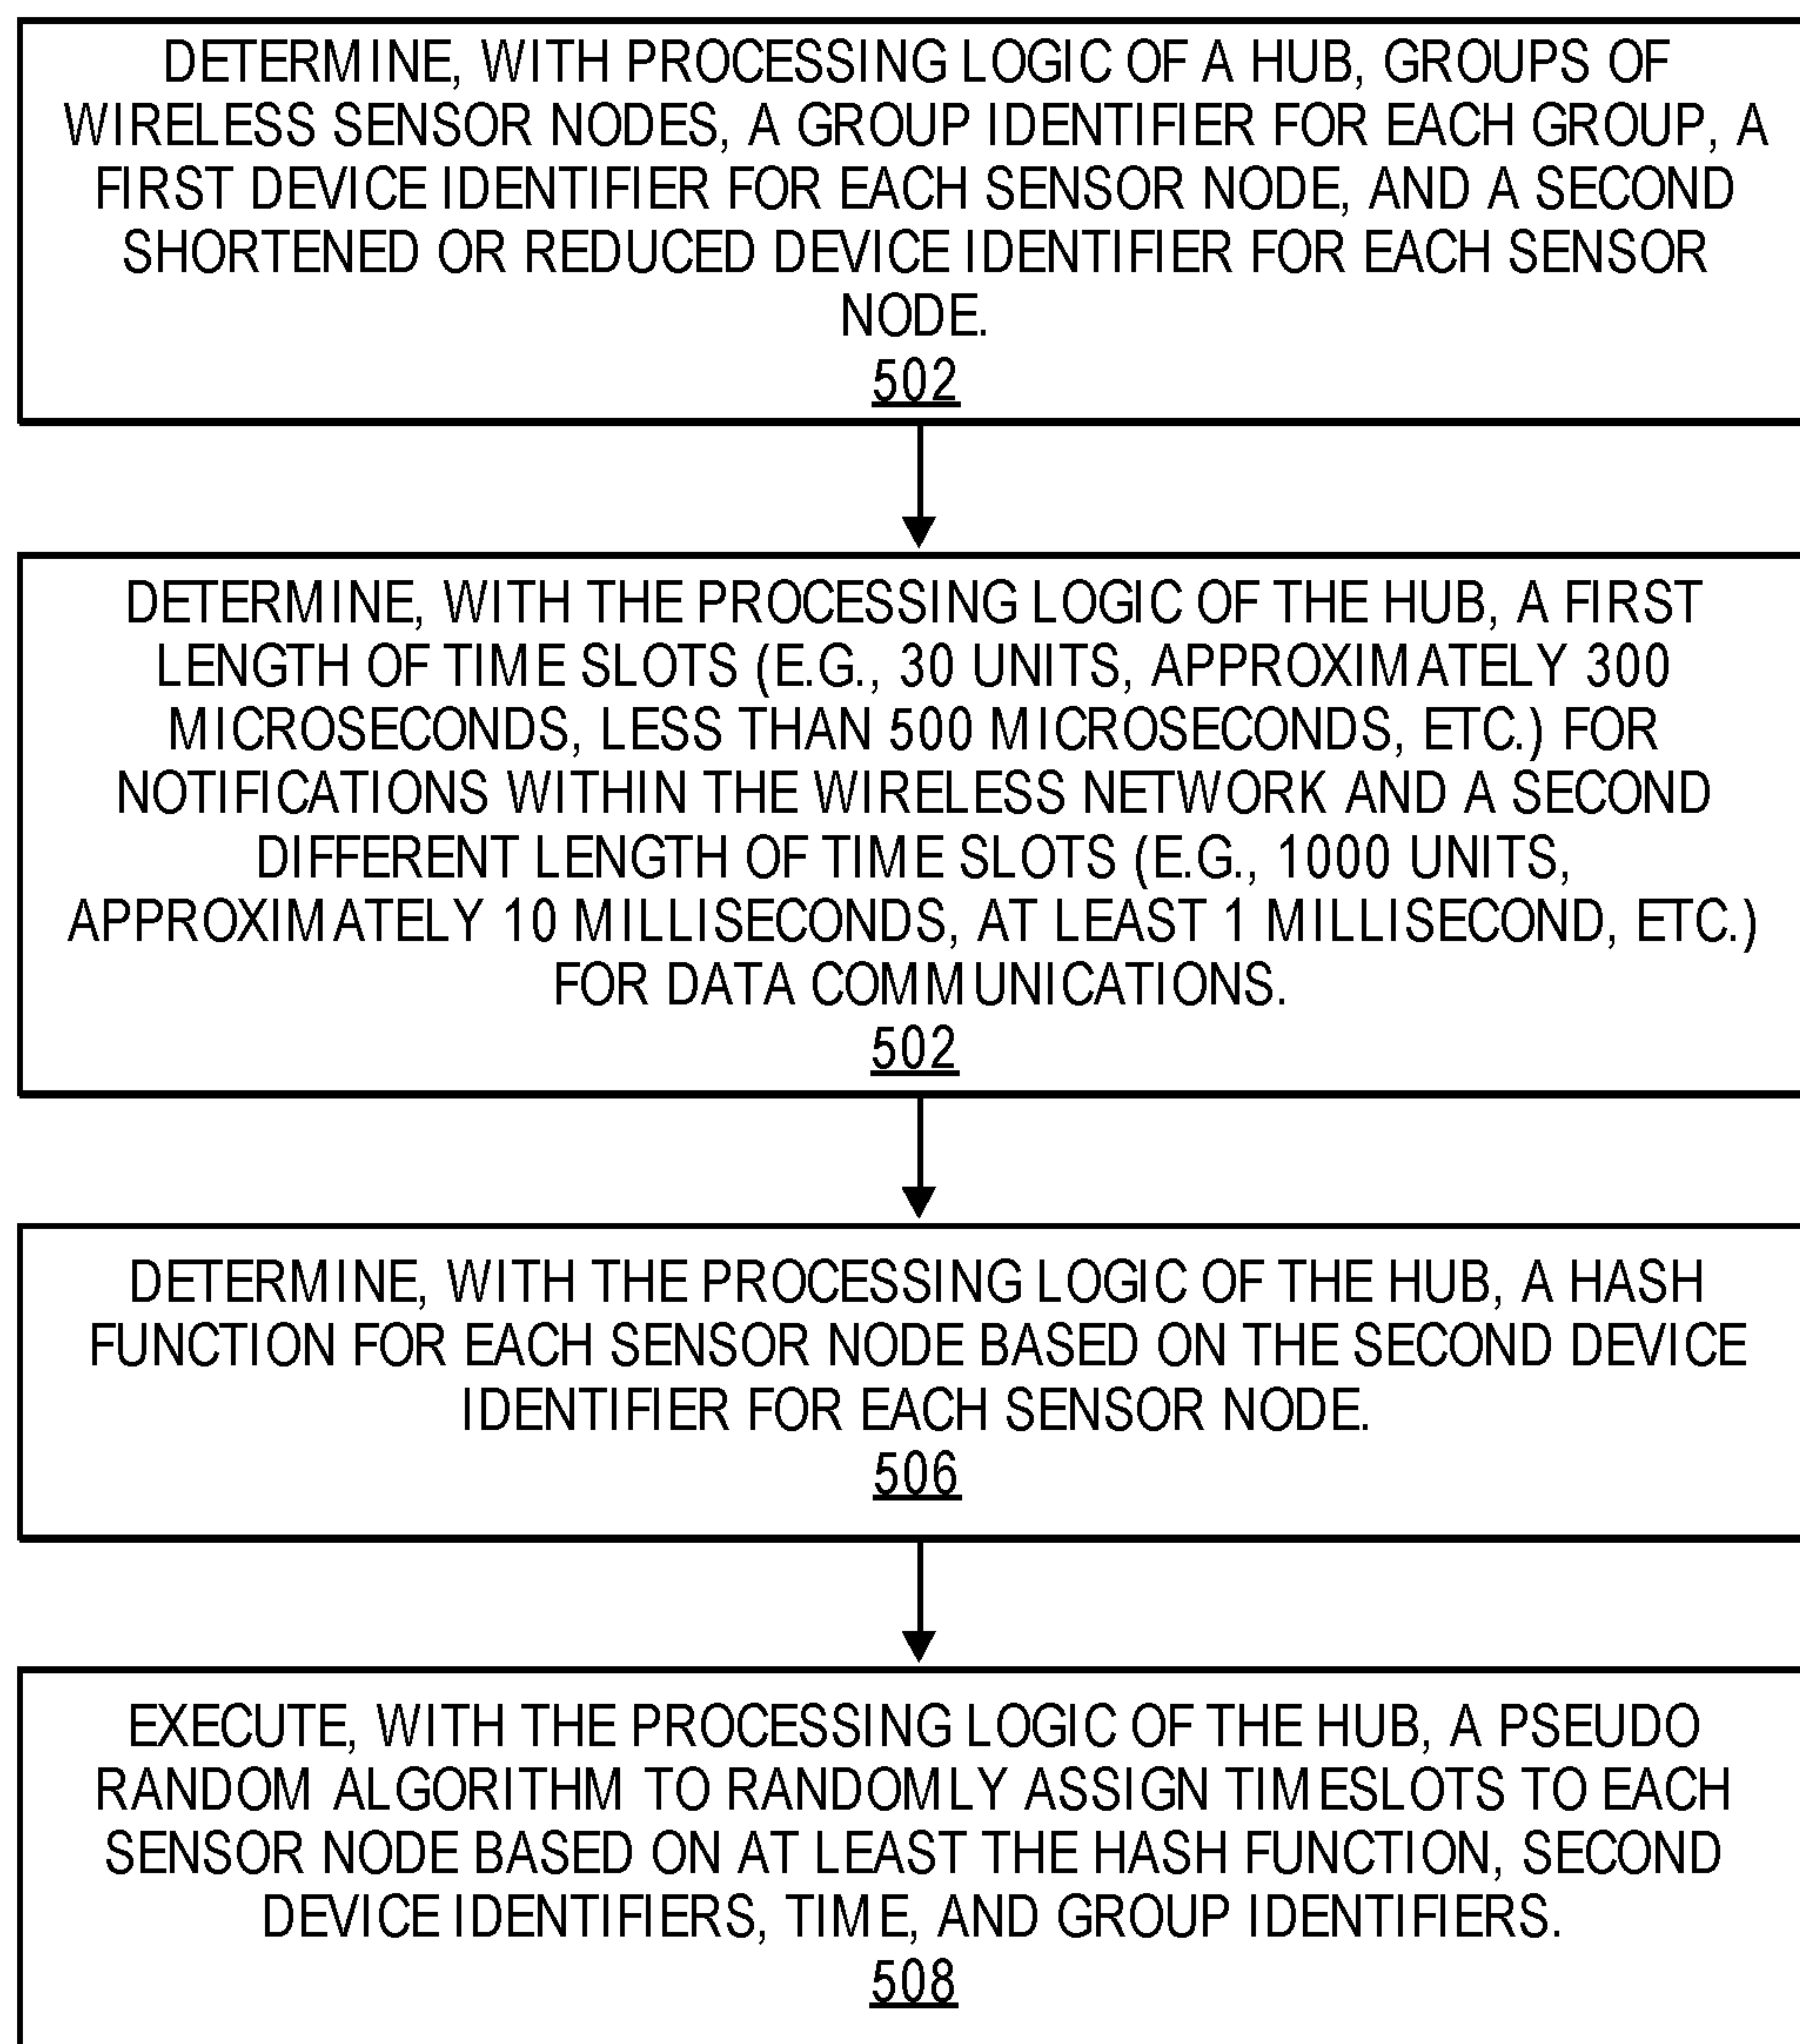 DETERMINE, WITH PROCESSING LOGIC OF A HUB, GROUPS OF
WIRELESS SENSOR NODES, A GROUP IDENTIFIER FOR EACH GROUP, A
FIRST DEVICE IDENTIFIER FOR EACH SENSOR NODE, AND A SECOND
SHORTENED OR REDUCED DEVICE IDENTIFIER FOR EACH SENSOR
NODE.
502
DETERMINE, WITH THE PROCESSING LOGIC OF THE HUB, A FIRST
LENGTH OF TIME SLOTS (E.G., 30 UNITS, APPROXIMATELY 300
MICROSECONDS, LESS THAN 500 MICROSECONDS, ETC.) FOR
NOTIFICATIONS WITHIN THE WIRELESS NETWORK AND A SECOND
DIFFERENT LENGTH OF TIME SLOTS (E.G., 1000 UNITS,
APPROXIMATELY 10 MILLISECONDS, AT LEAST 1 MILLISECOND, ETC.)
FOR DATA COMMUNICATIONS.
502
DETERMINE, WITH THE PROCESSING LOGIC OF THE HUB, A HASH
FUNCTION FOR EACH SENSOR NODE BASED ON THE SECOND DEVICE
IDENTIFIER FOR EACH SENSOR NODE.
506
EXECUTE, WITH THE PROCESSING LOGIC OF THE HUB, A PSEUDO
RANDOM ALGORITHM TO RANDOMLY ASSIGN TIMESLOTS TO EACH
SENSOR NODE BASED ON AT LEAST THE HASH FUNCTION, SECOND
DEVICE IDENTIFIERS, TIME, AND GROUP IDENTIFIERS.
508